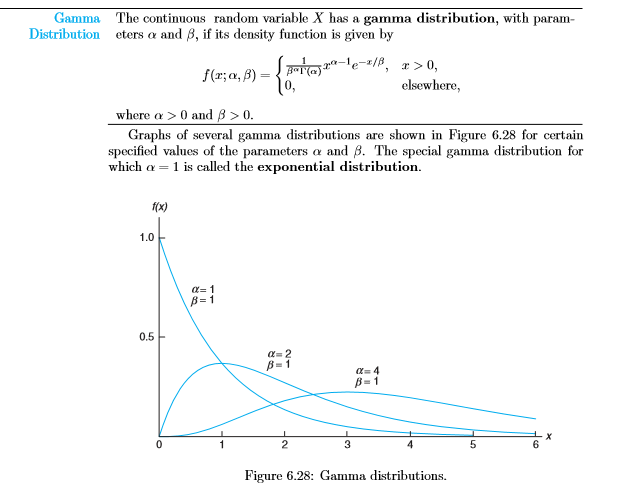 Gamma Distribution
The continuous random variable X has a gamma distribution, with param-
eters α and β, if its density function is given by
f(x; α, β) = { 1/(β^α Γ(α)) x^(α−1) e^(−x/β), x > 0,
0, elsewhere,
where α > 0 and β > 0.
Graphs of several gamma distributions are shown in Figure 6.28 for certain
specified values of the parameters α and β. The special gamma distribution for
which α = 1 is called the exponential distribution.
f(x)
1.0
α= 1
β= 1
0.5
α= 2
β= 1
α= 4
β= 1
0 1 2 3 4 5 6 x
Figure 6.28: Gamma distributions.